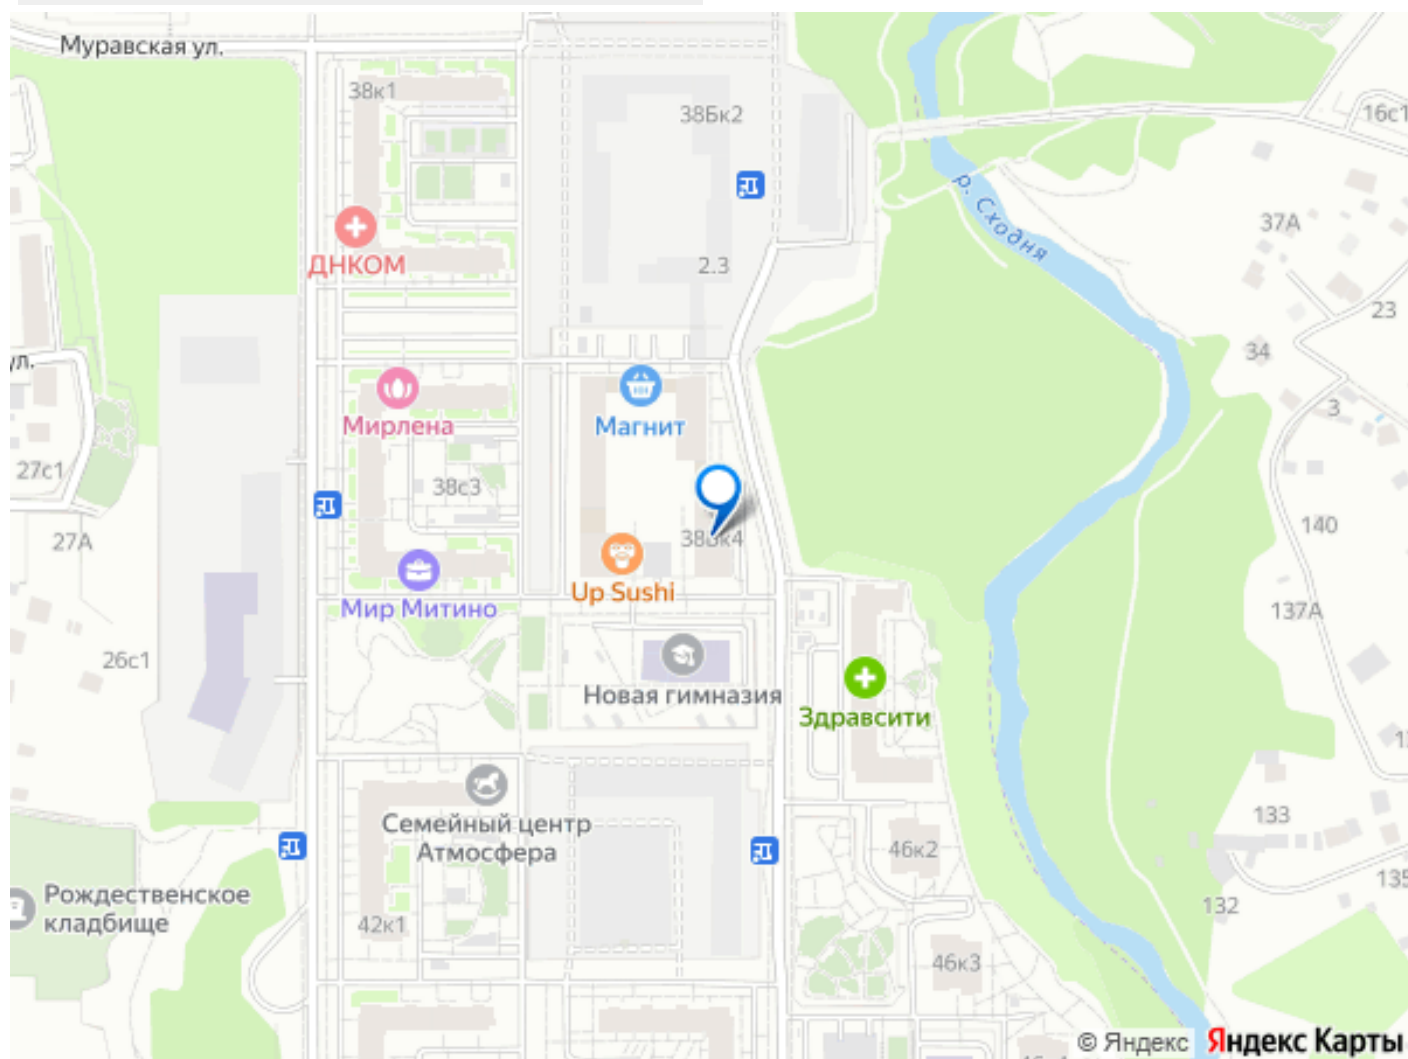 Муравская ул.
38к1
38Бк2
16с1
р. Сходня
37А
ДНКОМ
2.3
23
ул.
34
3
Мирлена
Магнит
27с1
38с3
27А
140
Up Sushi
Мир Митино
137А
26с1
Новая гимназия
Здравсити
133
Семейный центр
Атмосфера
46к2
135
Рождественское
кладбище
132
42к1
46к3
© Яндекс
Яндекс Карты